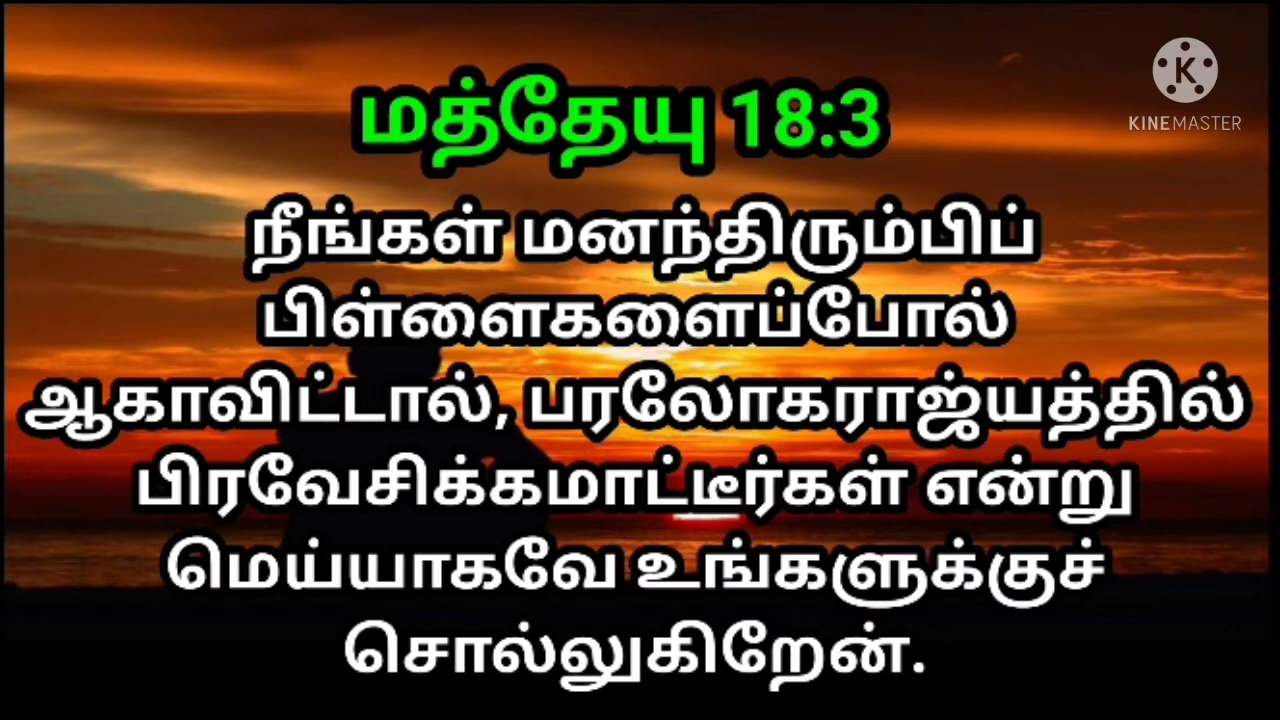 KINEMASTER
மத்தேயு 18:3
நீங்கள் மனந்திரும்பிப்
பிள்ளைகளைப்போல்
ஆகாவிட்டால், பரலோகராஜ்யத்தில்
பிரவேசிக்கமாட்டீர்கள் என்று
மெய்யாகவே உங்களுக்குச்
சொல்லுகிறேன்.